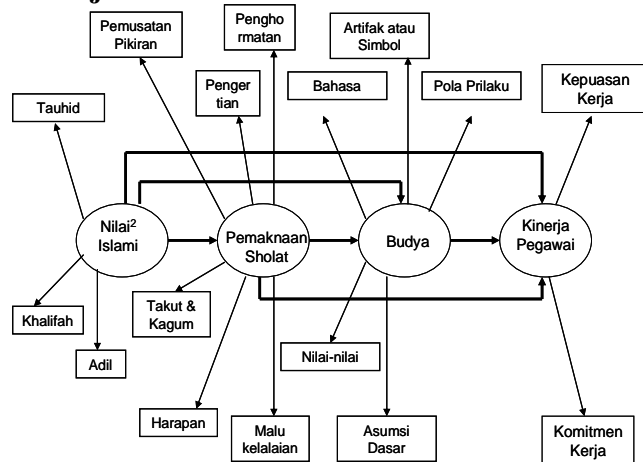 Pemusatan
Pikiran
Pengho
rmatan
Artifak atau
Simbol
Penger
tian
Bahasa
Pola Prilaku
Kepuasan
Kerja
Tauhid
Nilai²
Islami
Pemaknaan
Sholat
Budya
Kinerja
Pegawai
Khalifah
Adil
Takut &
Kagum
Nilai-nilai
Harapan
Malu
kelalaian
Asumsi
Dasar
Komitmen
Kerja